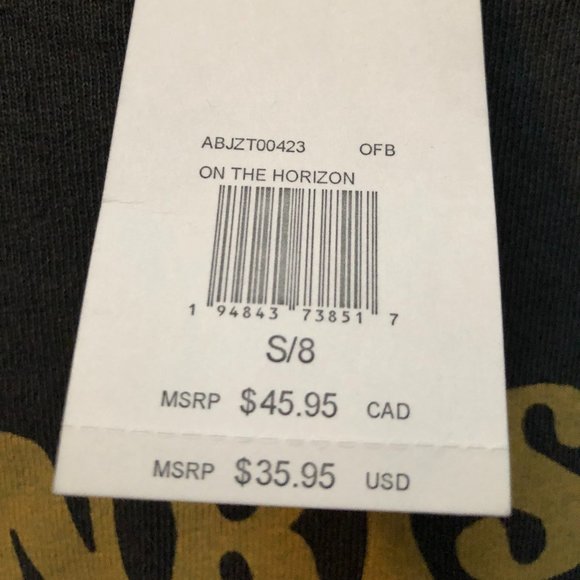 ABJZT00423 OFB
ON THE HORIZON
1 94843 73851 7
S/8
MSRP $45.95 CAD
MSRP $35.95 USD